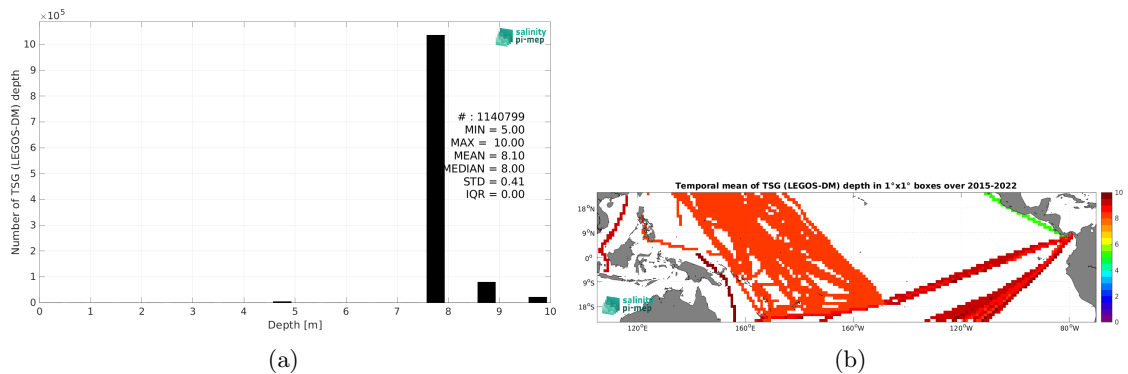 ×10⁵
10
9
8
7
6
5
4
3
2
1
0
Number of TSG (LEGOS-DM) depth
salinity
pi-mep
# : 1140799
MIN = 5.00
MAX = 10.00
MEAN = 8.10
MEDIAN = 8.00
STD = 0.41
IQR = 0.00
0 1 2 3 4 5 6 7 8 9 10
Depth [m]
(a)
Temporal mean of TSG (LEGOS-DM) depth in 1°x1° boxes over 2015-2022
18°N
9°N
0°
9°S
18°S
salinity
pi-mep
120°E 160°E 160°W 120°W 80°W
10
8
6
4
2
0
(b)